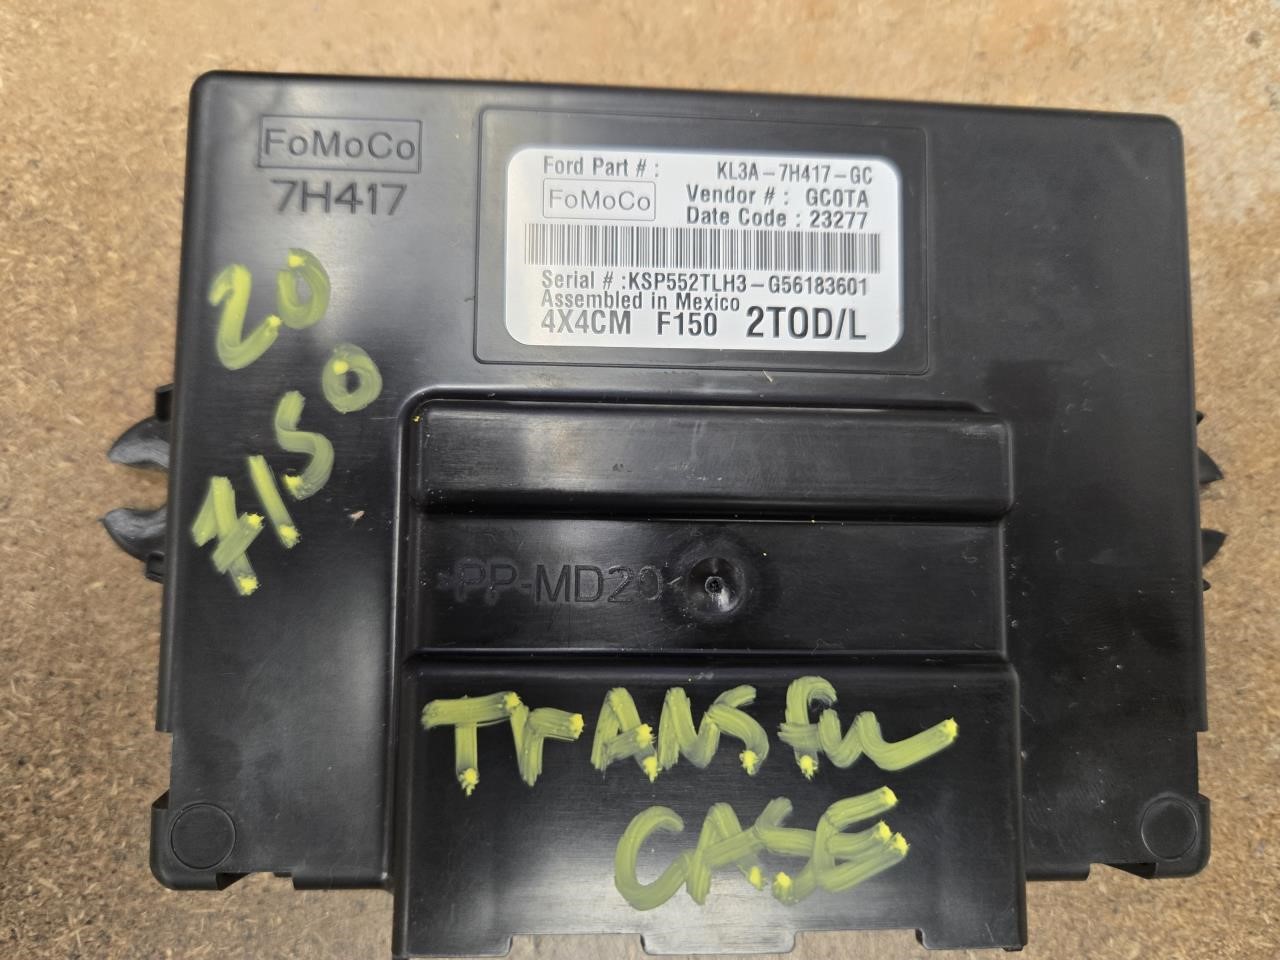 FoMoCo
7H417
Ford Part # : KL3A-7H417-GC
FoMoCo
Vendor # : GC0TA
Date Code : 23277
Serial # :KSP552TLH3-G56183601
Assembled in Mexico
4X4CM F150 2TOD/L
20
F150
PP-MD20
TrANSfer
CASE